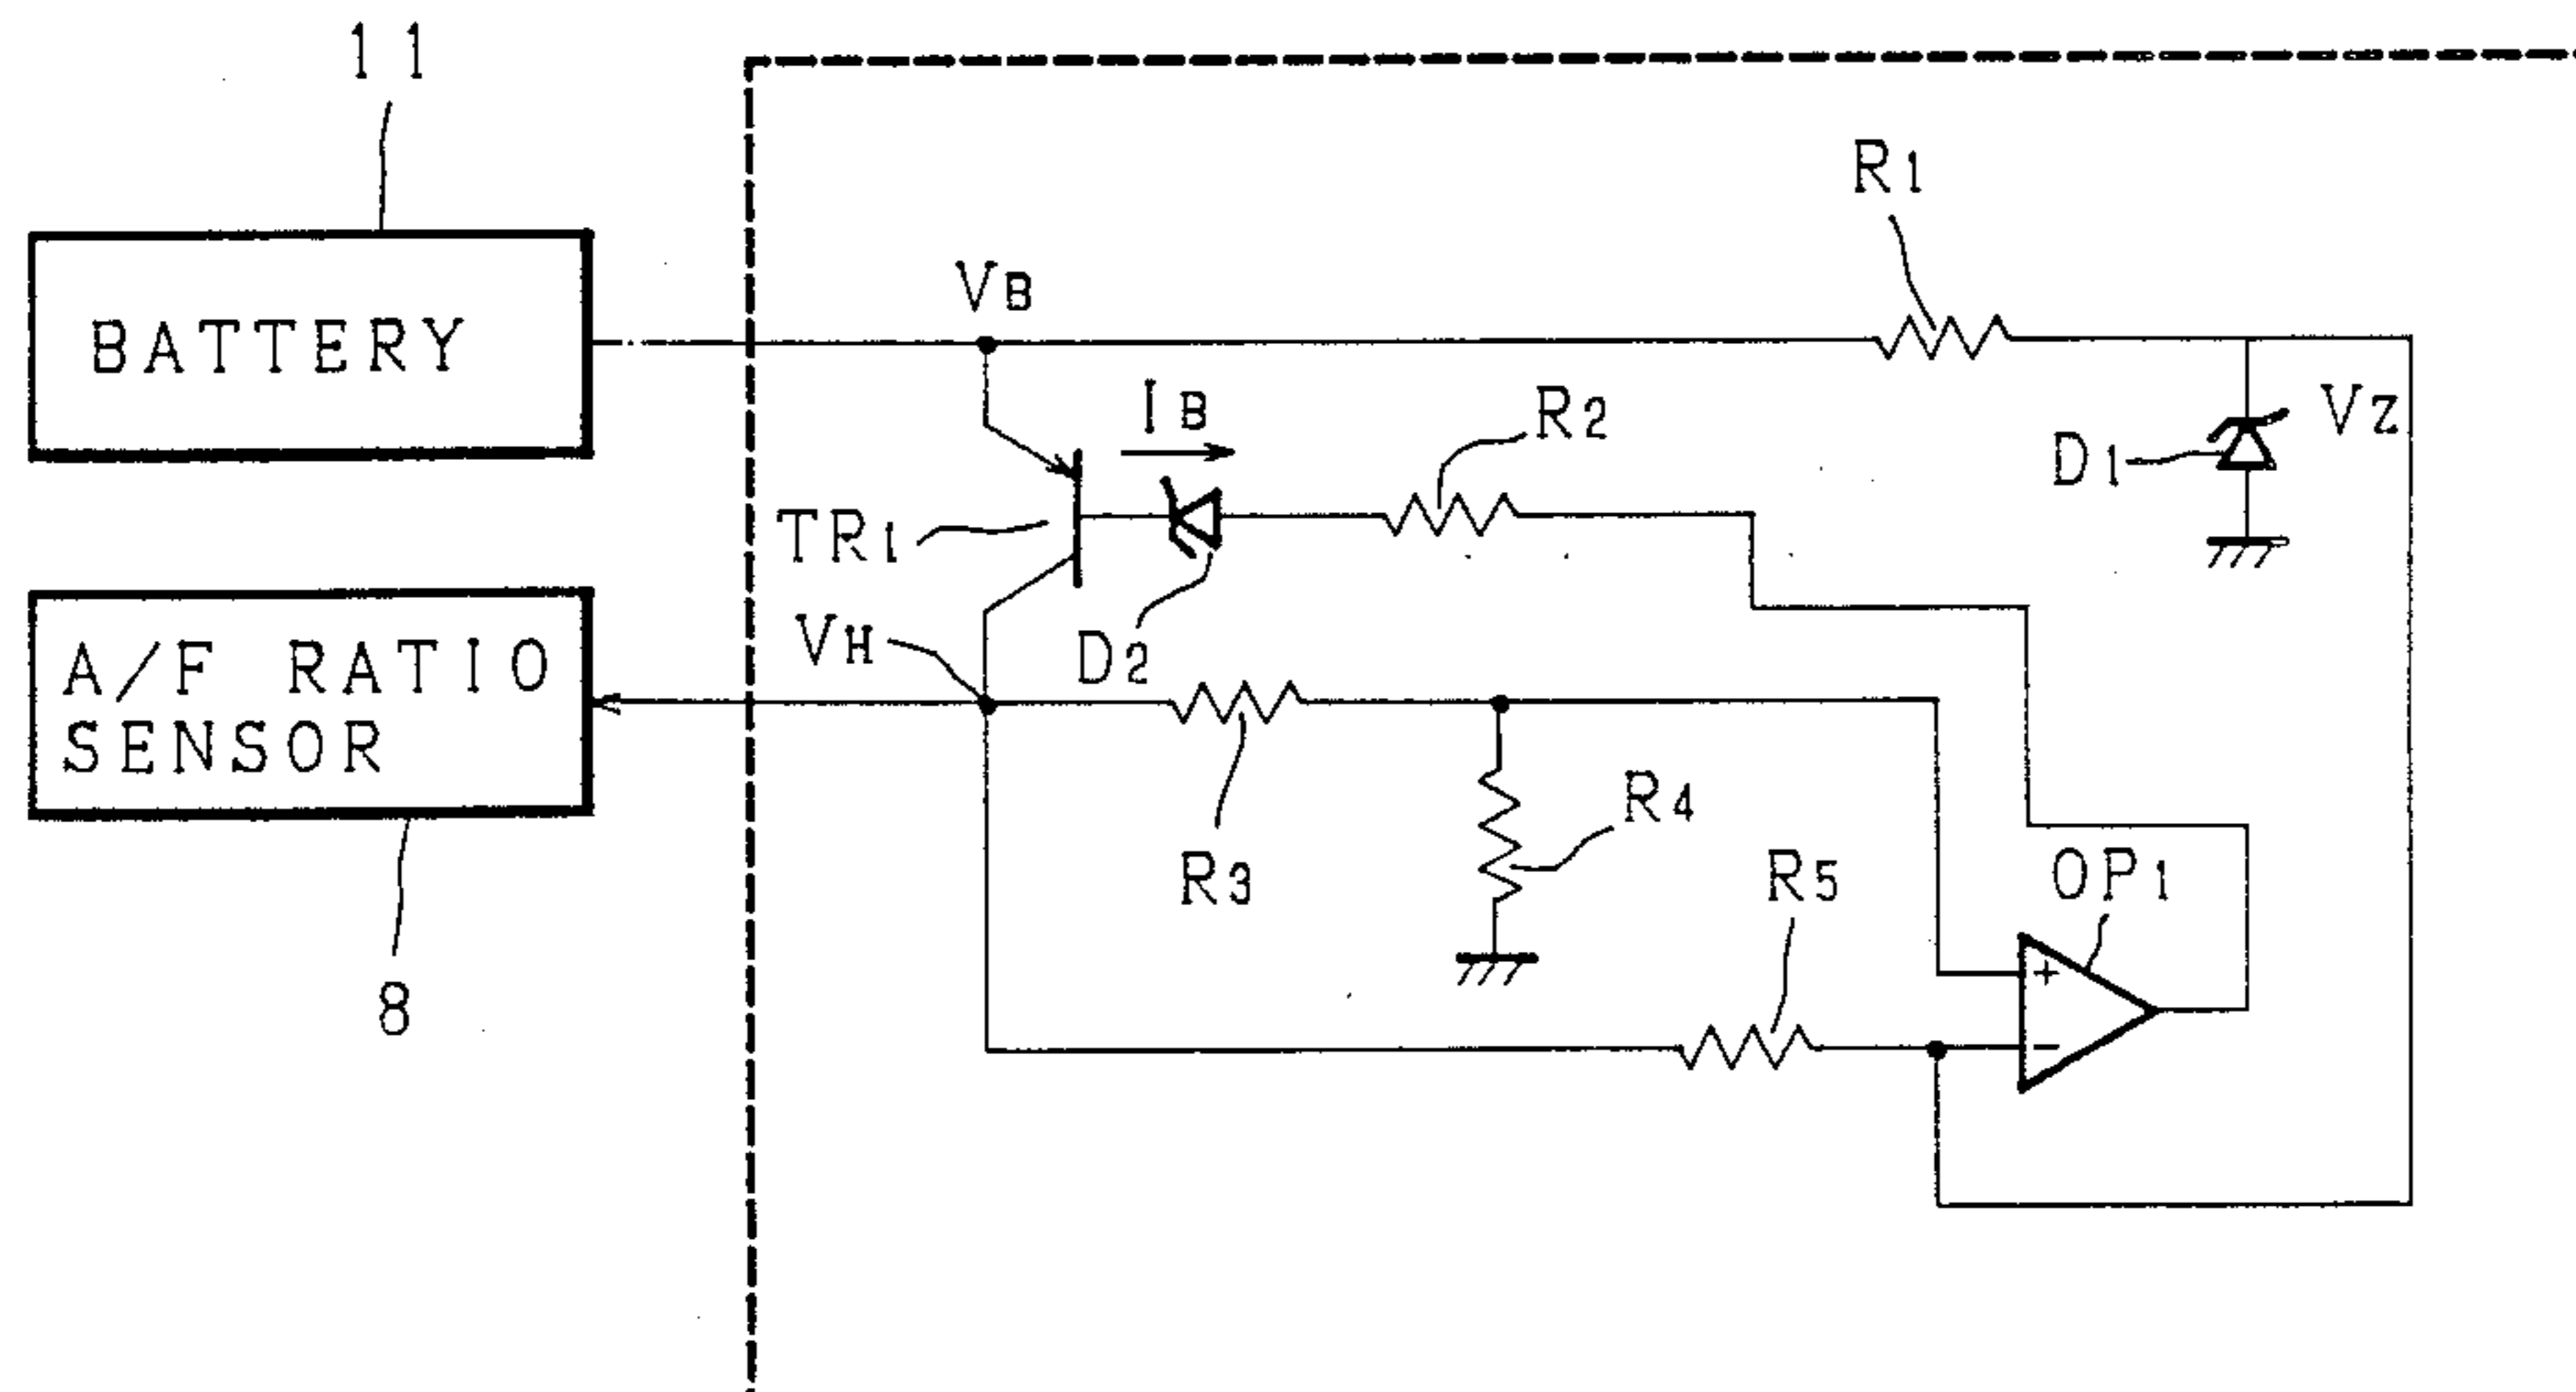 11
BATTERY
VB
R1
IB
R2
VZ
D1
TR1
D2
VH
A/F RATIO
SENSOR
R3
R4
R5
OP1
+
−
8